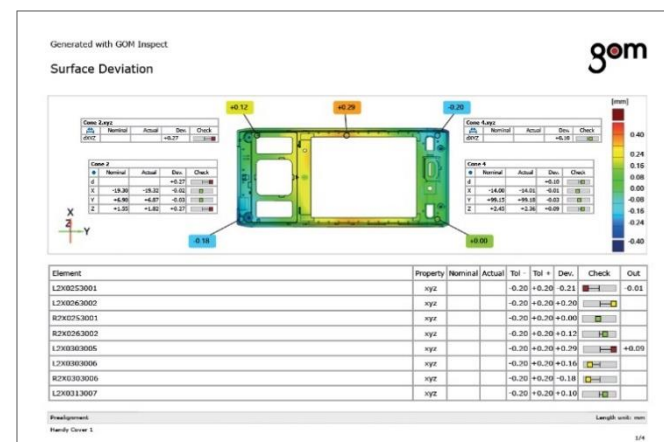 Generated with GOM Inspect
gom
Surface Deviation
+0.12
+0.29
-0.20
[mm]
Cone 2.xyz
Nominal Actual Dev. Check
dXYZ +0.27
Cone 4.xyz
Nominal Actual Dev. Check
dXYZ +0.10
Cone 2
Nominal Actual Dev. Check
d +0.27
X -19.30 -19.32 -0.02
Y +6.90 +6.87 -0.03
Z +1.55 +1.82 +0.27
Cone 4
Nominal Actual Dev. Check
d +0.10
X -14.00 -14.01 -0.01
Y +99.15 +99.18 -0.03
Z +2.45 +2.36 +0.09
0.40
0.24
0.16
0.08
0.00
-0.08
-0.16
-0.24
-0.40
X
Z
Y
-0.18
+0.00
Element Property Nominal Actual Tol - Tol + Dev. Check Out
L2X0253001 xyz -0.20 +0.20 -0.21 -0.01
L2X0263002 xyz -0.20 +0.20 +0.20
R2X0253001 xyz -0.20 +0.20 +0.00
R2X0263002 xyz -0.20 +0.20 +0.12
L2X0303005 xyz -0.20 +0.20 +0.29 +0.09
L2X0303006 xyz -0.20 +0.20 +0.16
R2X0303006 xyz -0.20 +0.20 -0.18
L2X0313007 xyz -0.20 +0.20 +0.10
Prealignment Length unit: mm
Handy Cover 1
1/4